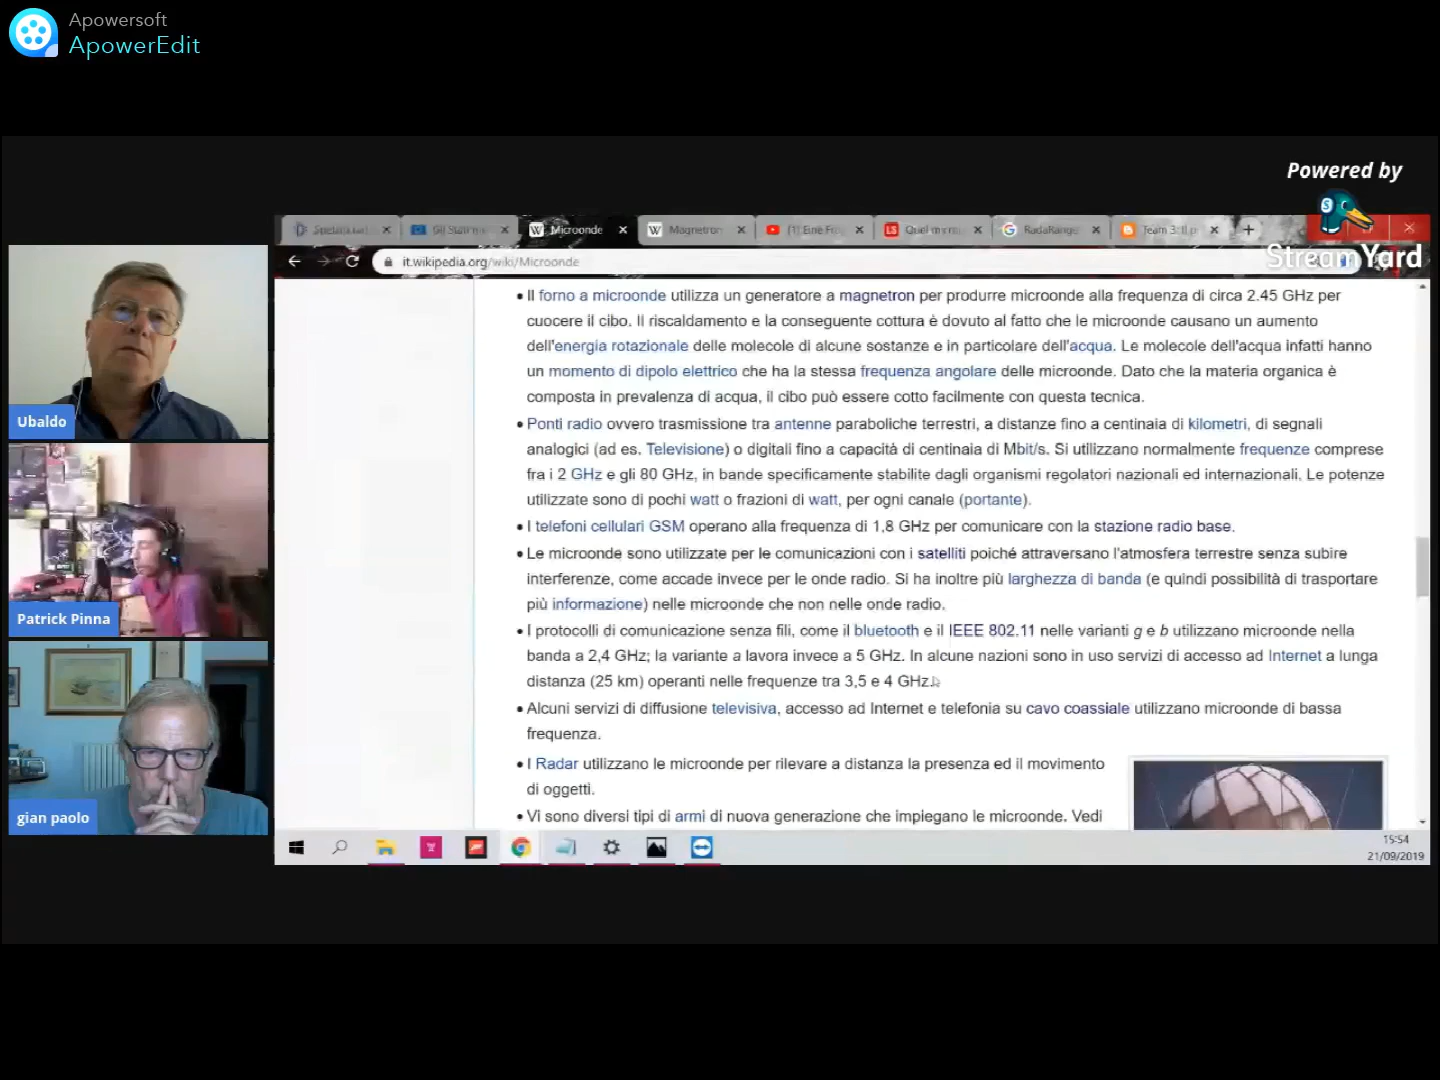 Apowersoft
ApowerEdit
Powered by
StreamYard
Microonde
Magnetron
RadaRange
it.wikipedia.org/wiki/Microonde
• Il forno a microonde utilizza un generatore a magnetron per produrre microonde alla frequenza di circa 2.45 GHz per
cuocere il cibo. Il riscaldamento e la conseguente cottura è dovuto al fatto che le microonde causano un aumento
dell'energia rotazionale delle molecole di alcune sostanze e in particolare dell'acqua. Le molecole dell'acqua infatti hanno
un momento di dipolo elettrico che ha la stessa frequenza angolare delle microonde. Dato che la materia organica è
composta in prevalenza di acqua, il cibo può essere cotto facilmente con questa tecnica.
• Ponti radio ovvero trasmissione tra antenne paraboliche terrestri, a distanze fino a centinaia di kilometri, di segnali
analogici (ad es. Televisione) o digitali fino a capacità di centinaia di Mbit/s. Si utilizzano normalmente frequenze comprese
fra i 2 GHz e gli 80 GHz, in bande specificamente stabilite dagli organismi regolatori nazionali ed internazionali. Le potenze
utilizzate sono di pochi watt o frazioni di watt, per ogni canale (portante).
• I telefoni cellulari GSM operano alla frequenza di 1,8 GHz per comunicare con la stazione radio base.
• Le microonde sono utilizzate per le comunicazioni con i satelliti poiché attraversano l'atmosfera terrestre senza subire
interferenze, come accade invece per le onde radio. Si ha inoltre più larghezza di banda (e quindi possibilità di trasportare
più informazione) nelle microonde che non nelle onde radio.
• I protocolli di comunicazione senza fili, come il bluetooth e il IEEE 802.11 nelle varianti g e b utilizzano microonde nella
banda a 2,4 GHz; la variante a lavora invece a 5 GHz. In alcune nazioni sono in uso servizi di accesso ad Internet a lunga
distanza (25 km) operanti nelle frequenze tra 3,5 e 4 GHz.
• Alcuni servizi di diffusione televisiva, accesso ad Internet e telefonia su cavo coassiale utilizzano microonde di bassa
frequenza.
• I Radar utilizzano le microonde per rilevare a distanza la presenza ed il movimento
di oggetti.
• Vi sono diversi tipi di armi di nuova generazione che impiegano le microonde. Vedi
Ubaldo
Patrick Pinna
gian paolo
15:54
21/09/2019